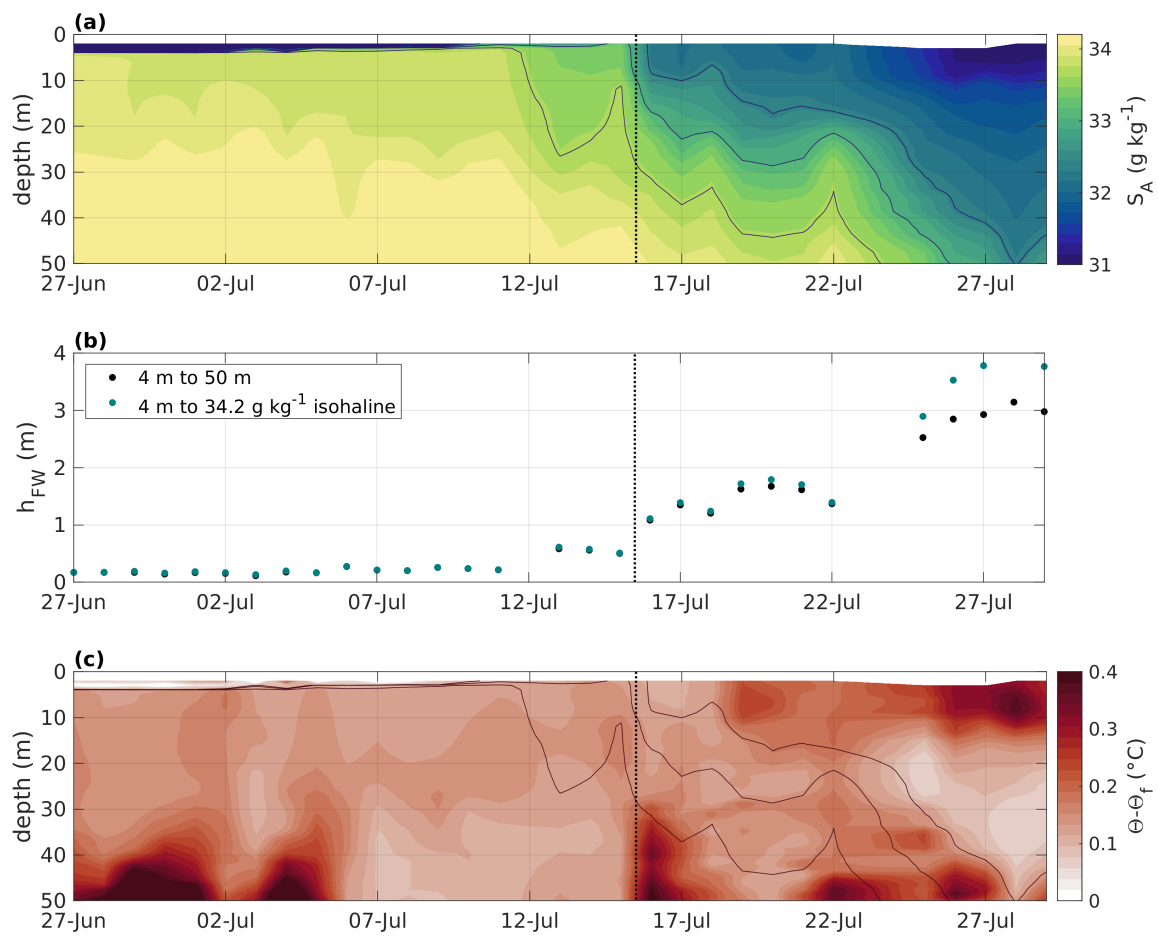 (a)
0
10
20
30
40
50
depth (m)
27-Jun 02-Jul 07-Jul 12-Jul 17-Jul 22-Jul 27-Jul
34
33
32
31
S_A (g kg^-1)
(b)
4
3
2
1
0
h_FW (m)
4 m to 50 m
4 m to 34.2 g kg^-1 isohaline
27-Jun 02-Jul 07-Jul 12-Jul 17-Jul 22-Jul 27-Jul
(c)
0
10
20
30
40
50
depth (m)
27-Jun 02-Jul 07-Jul 12-Jul 17-Jul 22-Jul 27-Jul
0.4
0.3
0.2
0.1
0
Θ-Θ_f (°C)